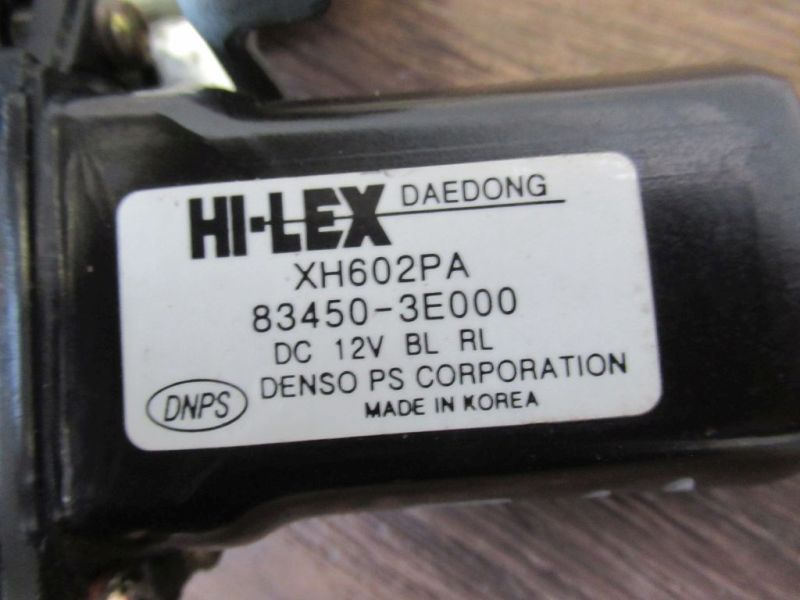 HI-LEX DAEDONG
XH602PA
83450-3E000
DC 12V BL RL
DENSO PS CORPORATION
DNPS
MADE IN KOREA